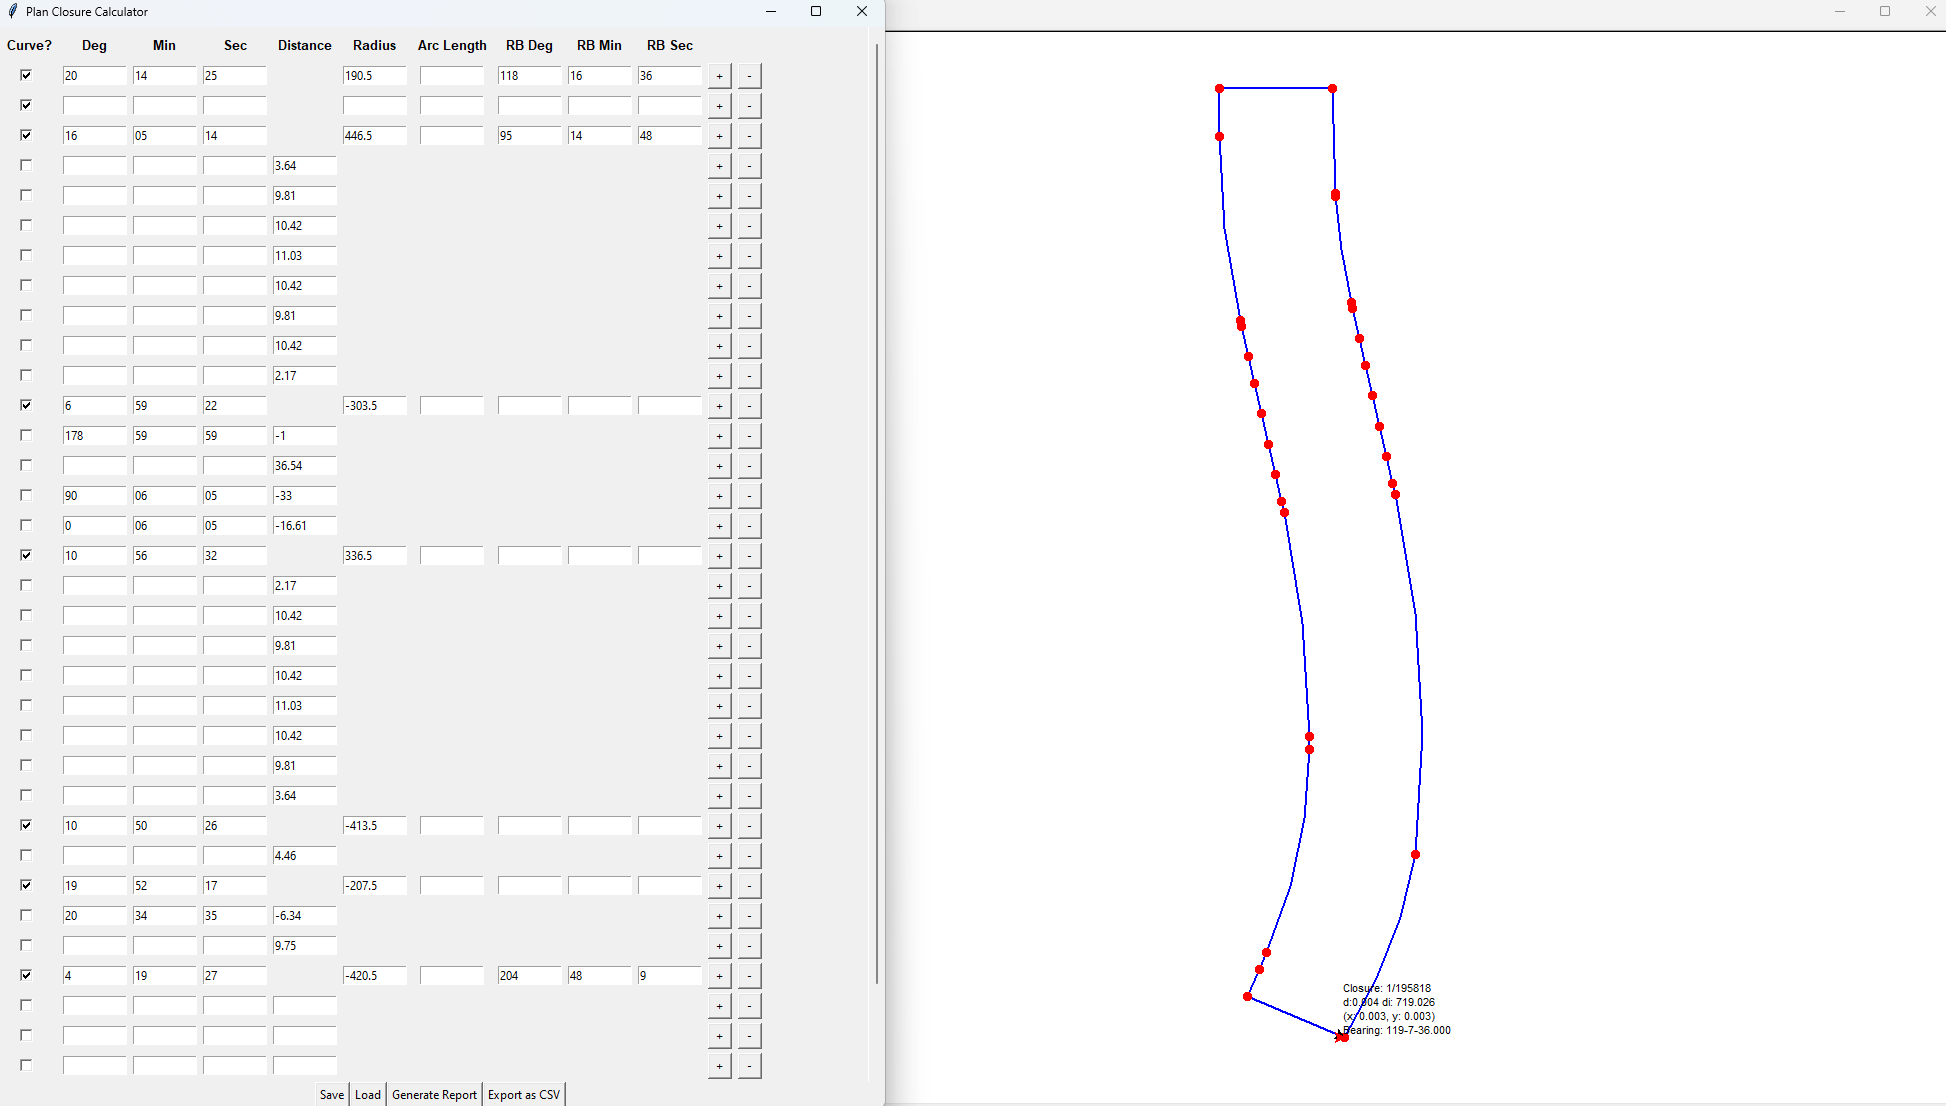 Plan Closure Calculator
Curve? Deg Min Sec Distance Radius Arc Length RB Deg RB Min RB Sec
20 14 25 190.5 118 16 36 + -
+ -
16 05 14 446.5 95 14 48 + -
3.64 + -
9.81 + -
10.42 + -
11.03 + -
10.42 + -
9.81 + -
10.42 + -
2.17 + -
6 59 22 -303.5 + -
178 59 59 -1 + -
36.54 + -
90 06 05 -33 + -
0 06 05 -16.61 + -
10 56 32 336.5 + -
2.17 + -
10.42 + -
9.81 + -
10.42 + -
11.03 + -
10.42 + -
9.81 + -
3.64 + -
10 50 26 -413.5 + -
4.46 + -
19 52 17 -207.5 + -
20 34 35 -6.34 + -
9.75 + -
4 19 27 -420.5 204 48 9 + -
+ -
+ -
+ -
Save Load Generate Report Export as CSV
Closure: 1/195818
d:0.004 di: 719.026
(x: 0.003, y: 0.003)
Bearing: 119-7-36.000